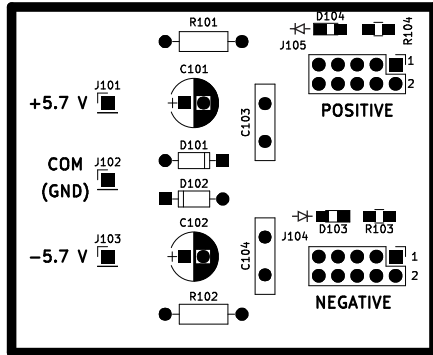 R101
D104
R104
J105
1
2
POSITIVE
C101
C103
J101
+5.7 V
D101
COM
(GND)
J102
D102
J103
-5.7 V
C102
C104
J104
D103
R103
1
2
NEGATIVE
R102